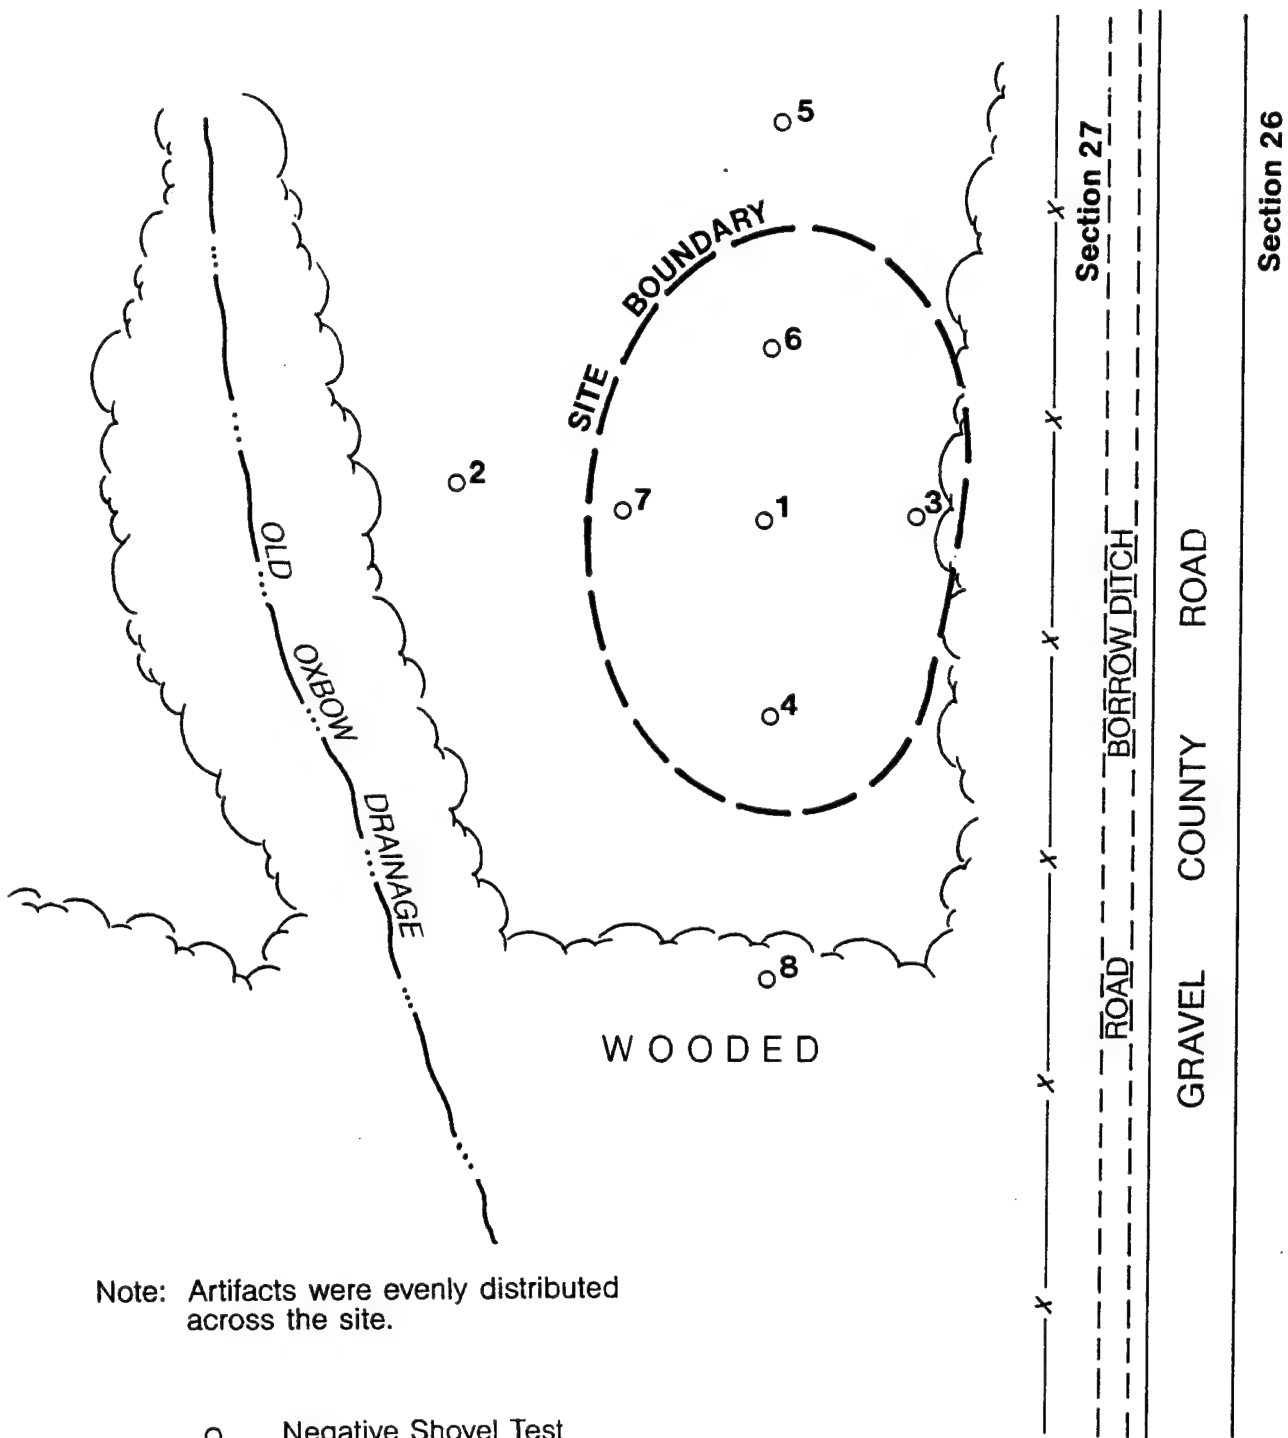 5
Section 27
Section 26
SITE BOUNDARY
6
2
7
1
3
OLD OXBOW DRAINAGE
4
ROAD BORROW DITCH
GRAVEL COUNTY ROAD
8
WOODED
Note: Artifacts were evenly distributed
across the site.
Negative Shovel Test